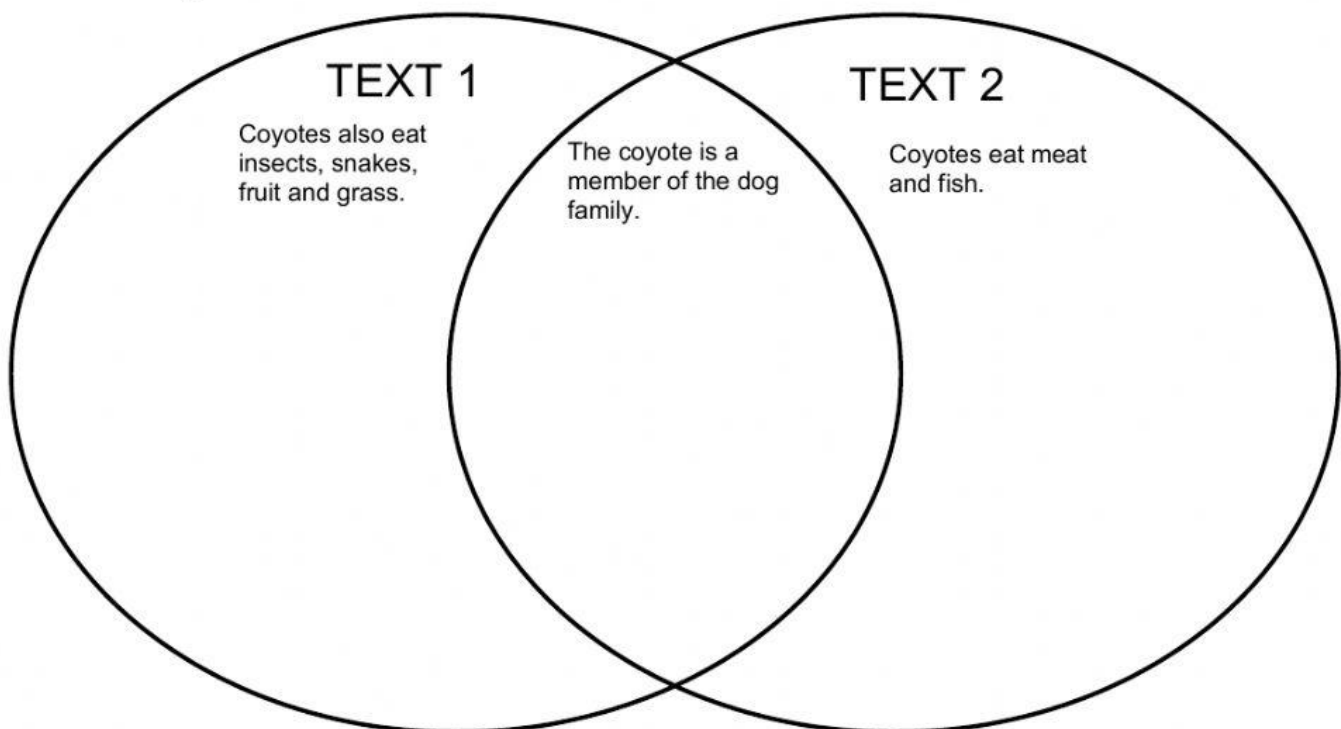 TEXT 1
Coyotes also eat
insects, snakes,
fruit and grass.
The coyote is a
member of the dog
family.
TEXT 2
Coyotes eat meat
and fish.